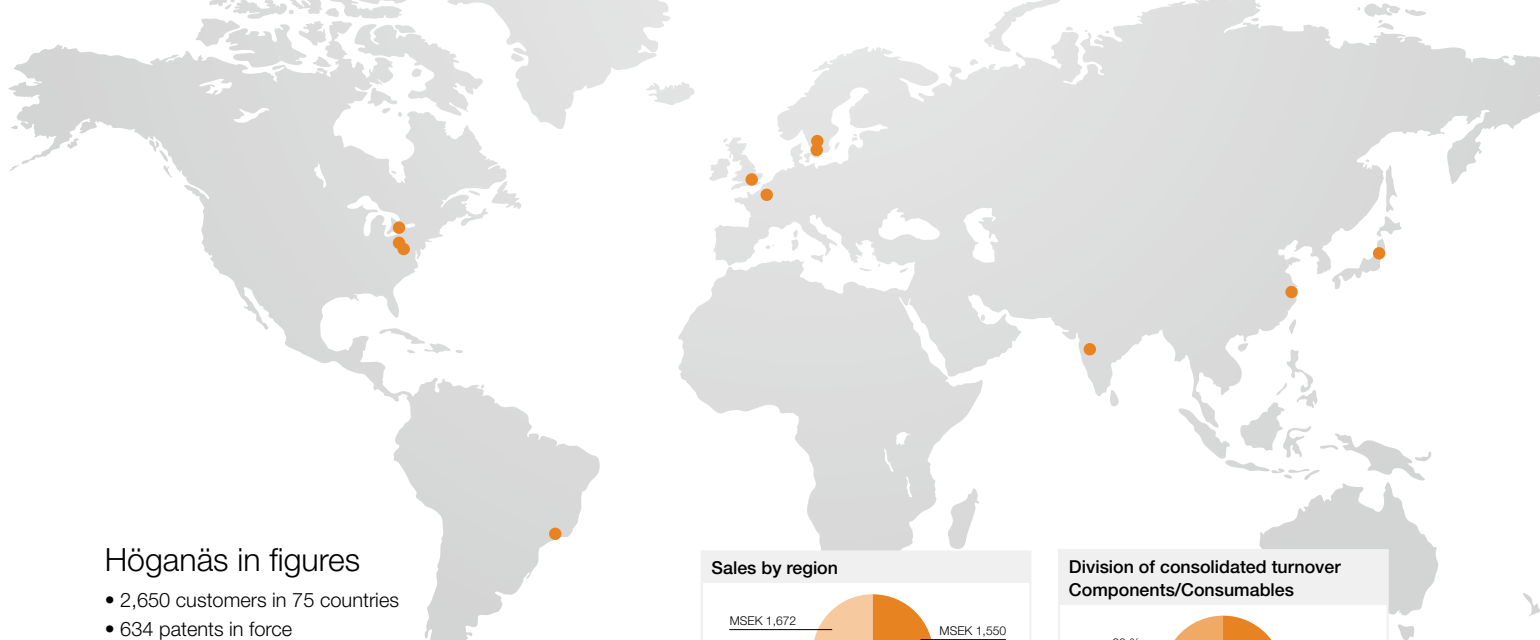 Höganäs in figures
• 2,650 customers in 75 countries
• 634 patents in force
Sales by region
MSEK 1,672
MSEK 1,550
Division of consolidated turnover
Components/Consumables